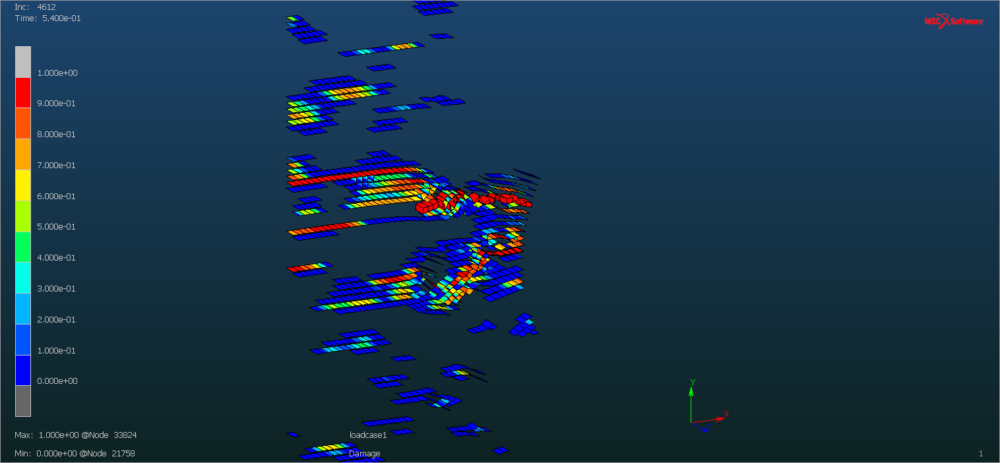 Inc: 4612
Time: 5.400e-01
MSC Software
1.000e+00
9.000e-01
8.000e-01
7.000e-01
6.000e-01
5.000e-01
4.000e-01
3.000e-01
2.000e-01
1.000e-01
0.000e+00
Y
X
Max: 1.000e+00 @Node 33824
loadcase1
Min: 0.000e+00 @Node 21758
Damage
1